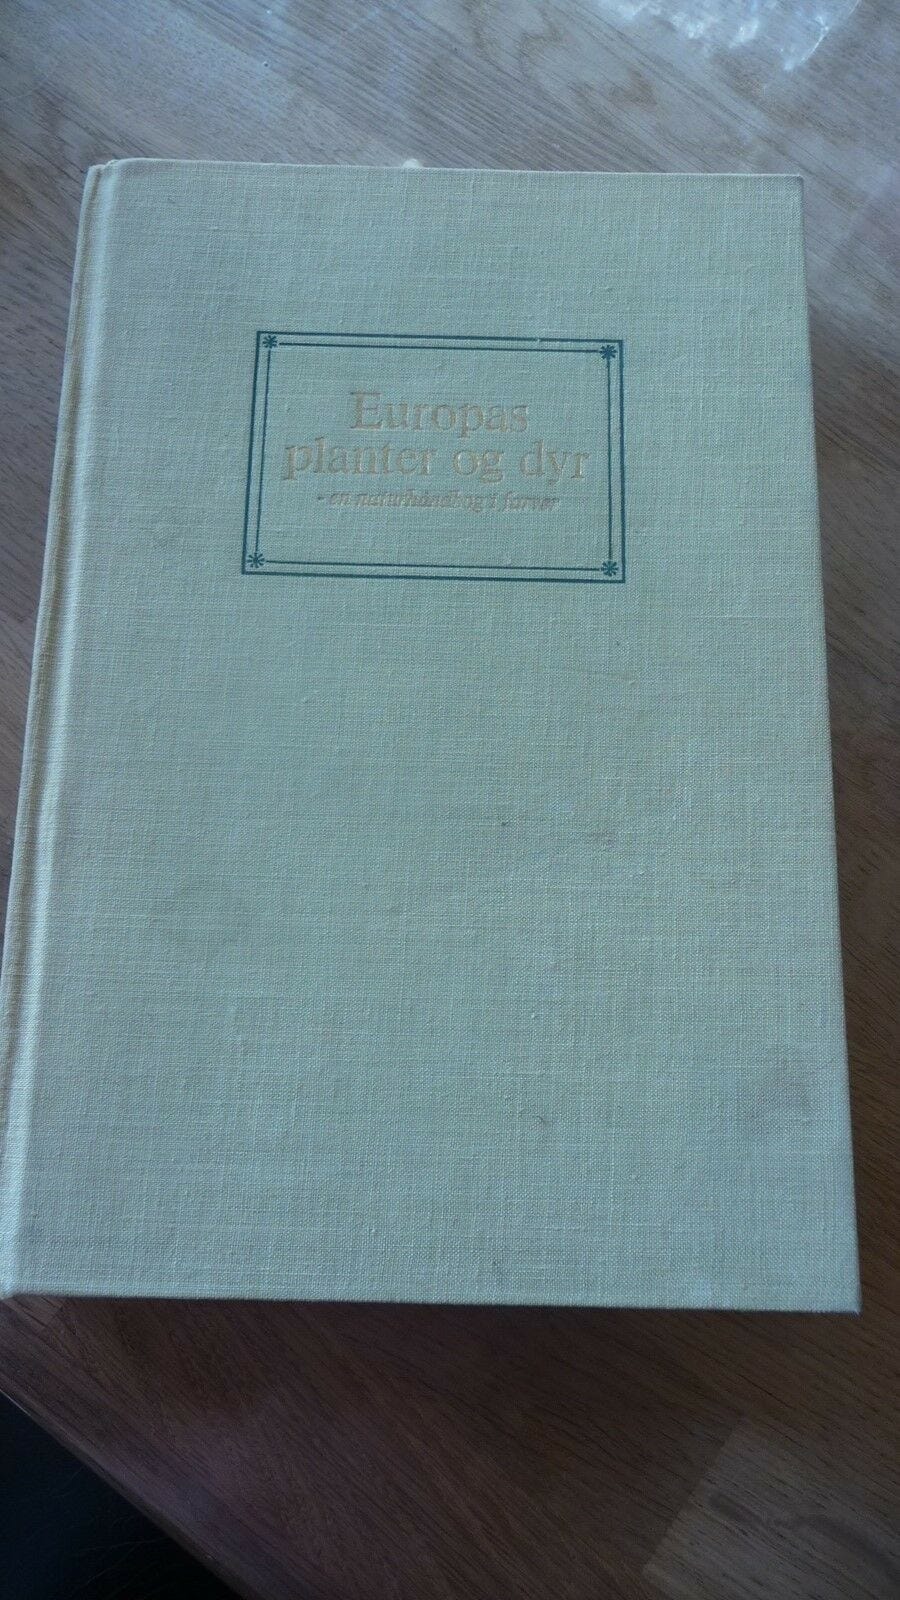 Europas
planter og dyr
- en naturhåndbog i farver